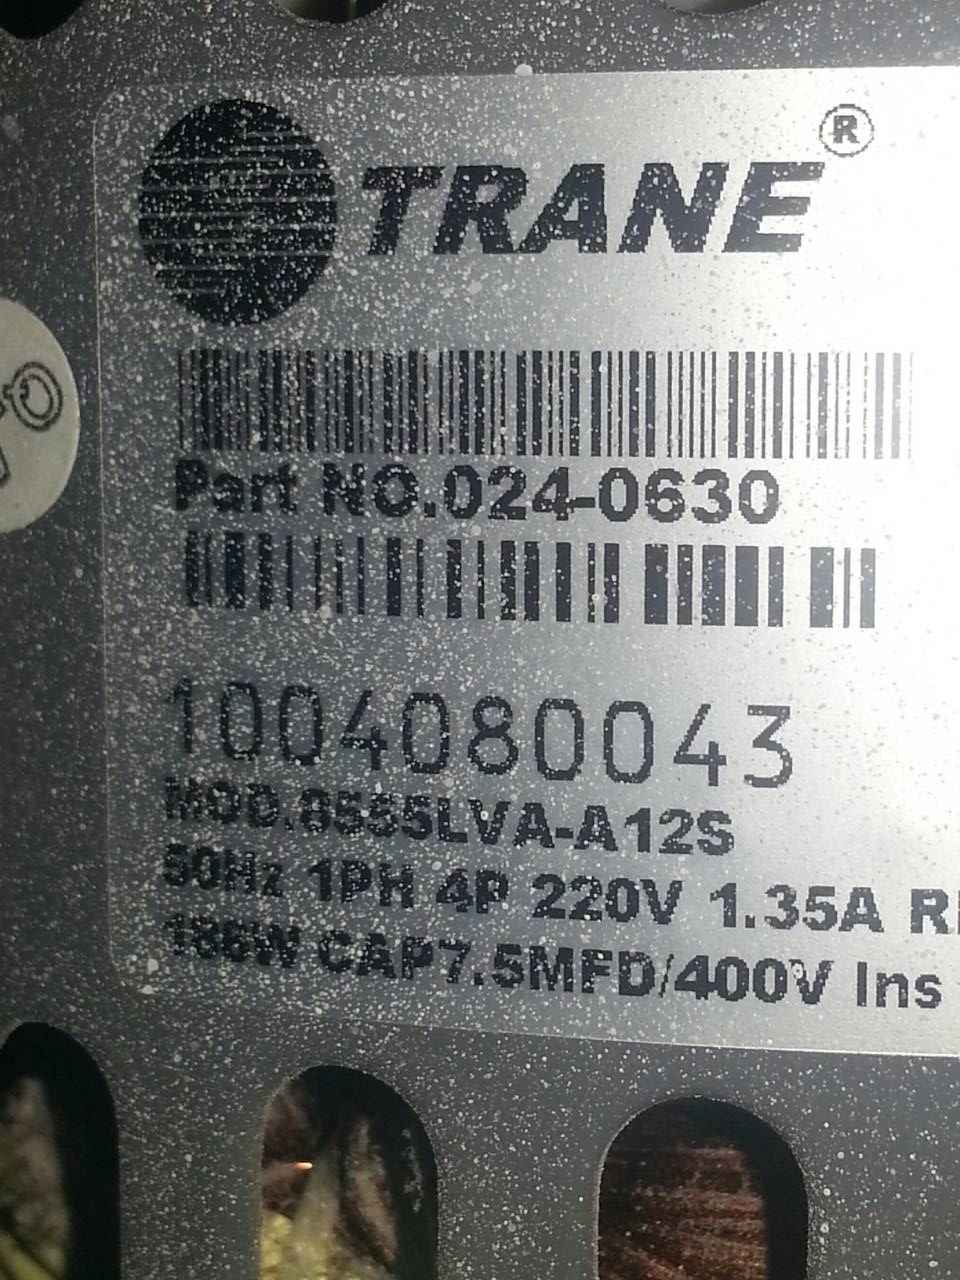 TRANE®
Part NO.024-0630
1004080043
MOD.8555LVA-A12S
50Hz 1PH 4P 220V 1.35A
186W CAP7.5MFD/400V Ins